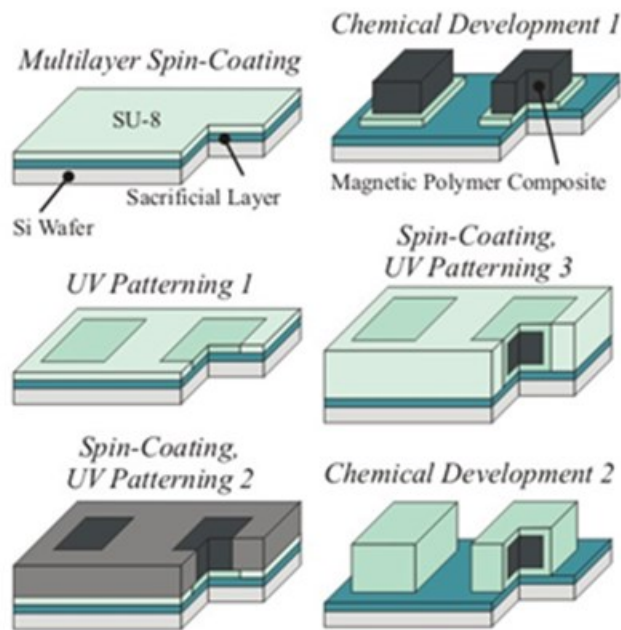 Multilayer Spin-Coating
SU-8
Sacrificial Layer
Si Wafer
UV Patterning 1
Spin-Coating,
UV Patterning 2
Chemical Development 1
Magnetic Polymer Composite
Spin-Coating,
UV Patterning 3
Chemical Development 2